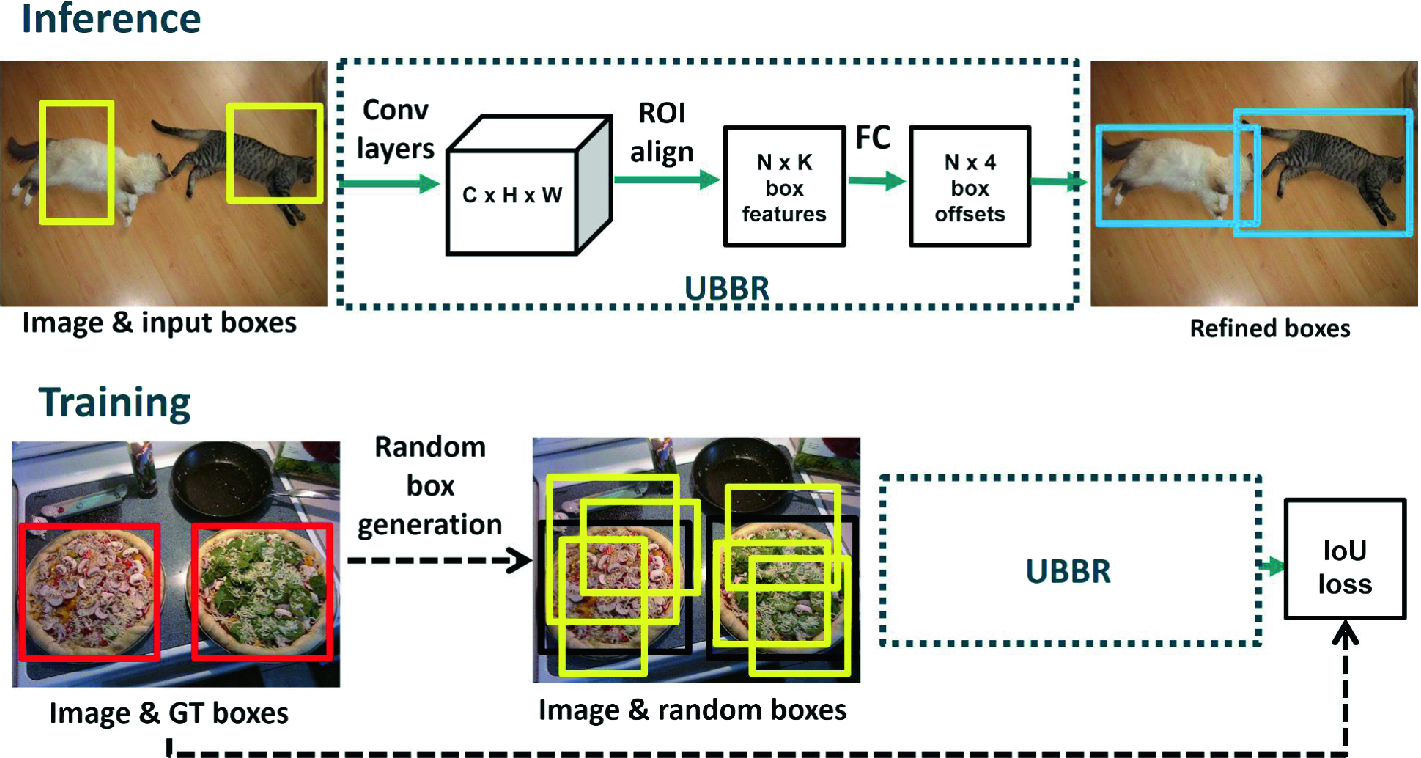 Inference
Conv
layers
C x H x W
ROI
align
N x K
box
features
FC
N x 4
box
offsets
UBBR
Image & input boxes
Refined boxes
Training
Random
box
generation
UBBR
IoU
loss
Image & GT boxes
Image & random boxes